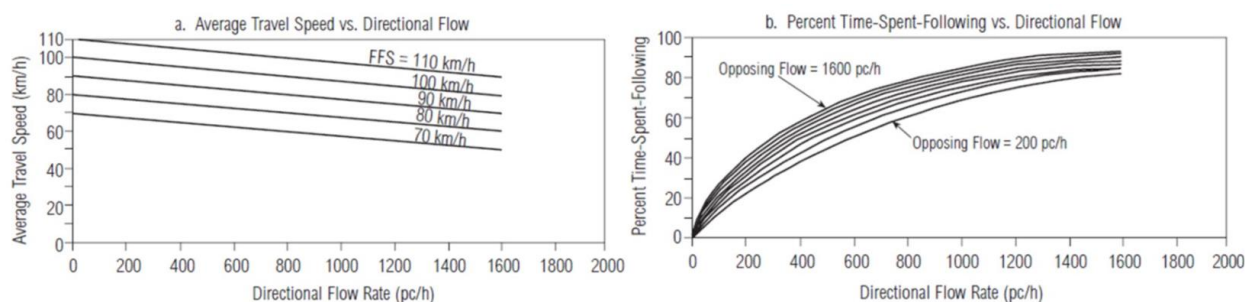 a. Average Travel Speed vs. Directional Flow
Average Travel Speed (km/h)
110
100
80
60
40
20
0
FFS = 110 km/h
100 km/h
90 km/h
80 km/h
70 km/h
0 200 400 600 800 1000 1200 1400 1600 1800 2000
Directional Flow Rate (pc/h)
b. Percent Time-Spent-Following vs. Directional Flow
Percent Time-Spent-Following
100
80
60
40
20
0
Opposing Flow = 1600 pc/h
Opposing Flow = 200 pc/h
0 200 400 600 800 1000 1200 1400 1600 1800 2000
Directional Flow Rate (pc/h)